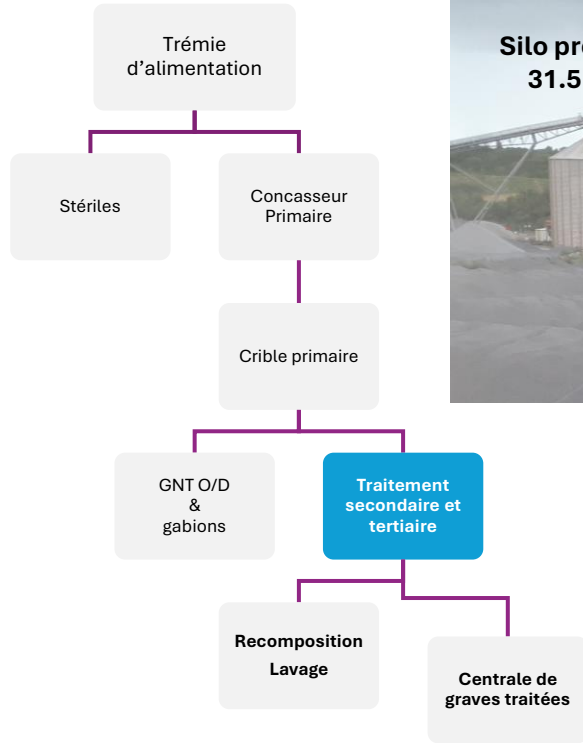 Trémie
d'alimentation
Silo
31.5
Stériles
Concasseur
Primaire
Crible primaire
GNT O/D
&
gabions
Traitement
secondaire et
tertiaire
Recomposition
Lavage
Centrale de
graves traitées